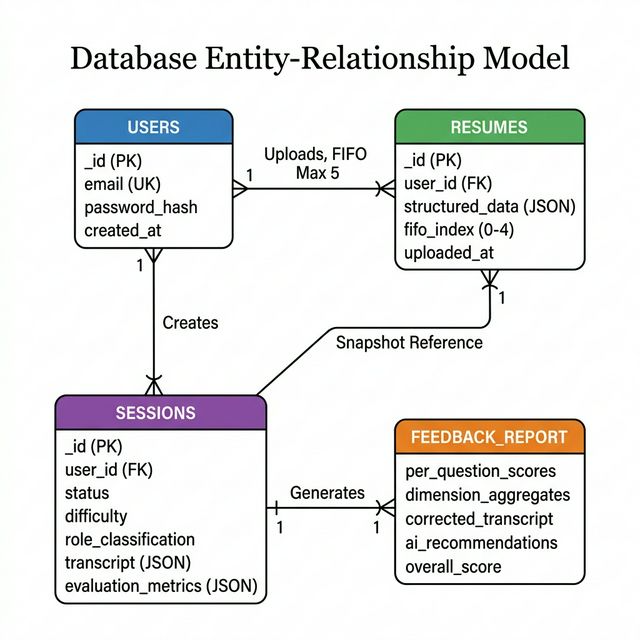 Database Entity-Relationship Model
USERS
_id (PK)
email (UK)
password_hash
created_at
1
Uploads, FIFO
Max 5
RESUMES
_id (PK)
user_id (FK)
structured_data (JSON)
fifo_index (0-4)
uploaded_at
1
Creates
1
Snapshot Reference
SESSIONS
_id (PK)
user_id (FK)
status
difficulty
role_classification
transcript (JSON)
evaluation_metrics (JSON)
Generates
1
1
FEEDBACK_REPORT
per_question_scores
dimension_aggregates
corrected_transcript
ai_recommendations
overall_score